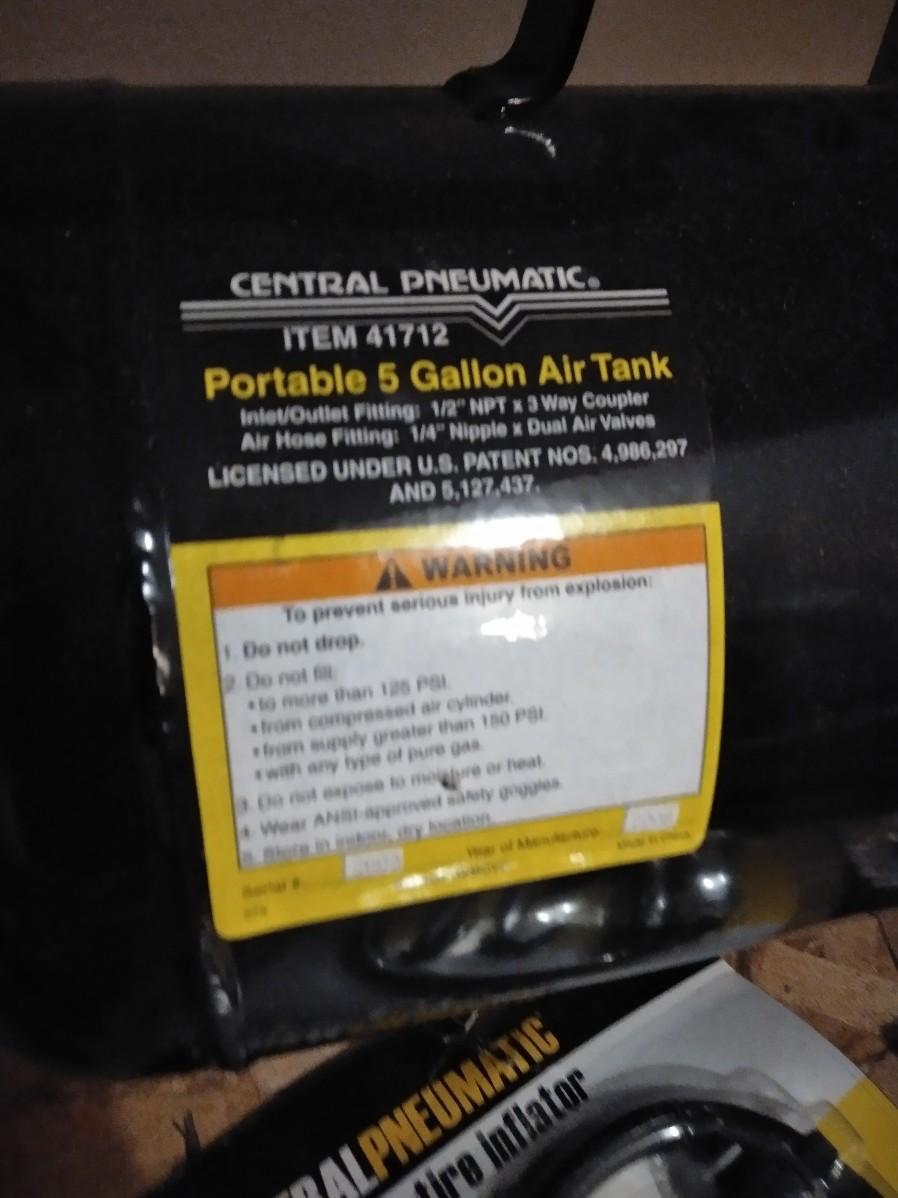 CENTRAL PNEUMATIC®
ITEM 41712
Portable 5 Gallon Air Tank
Inlet/Outlet Fitting: 1/2" NPT x 3 Way Coupler
Air Hose Fitting: 1/4" Nipple x Dual Air Valves
LICENSED UNDER U.S. PATENT NOS. 4,986,297
AND 5,127,437.
WARNING
To prevent serious injury from explosion:
1. Do not drop.
2. Do not fill:
• to more than 125 PSI.
• from compressed air cylinder.
• from supply greater than 150 PSI.
• with any type of pure gas.
3. Do not expose to moisture or heat.
4. Wear ANSI-approved safety goggles.
5. Store in indoor, dry location.
Serial #: Year of Manufacture:
Made in China
RALPNEUMATIC
tire inflator